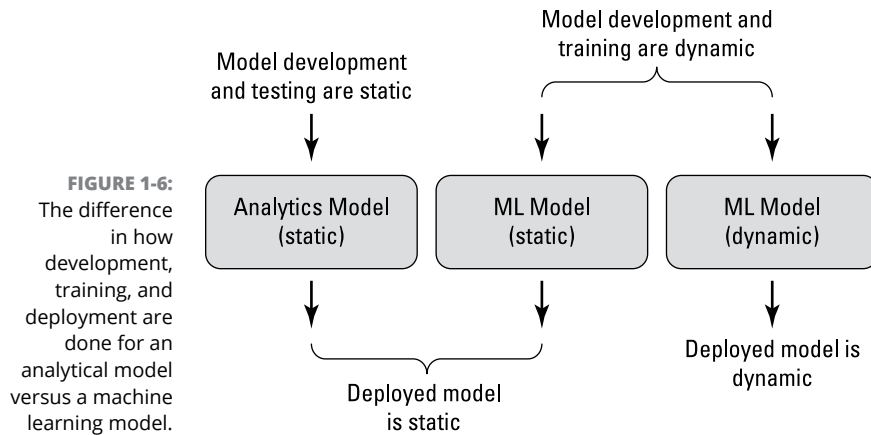 Model development and
training are dynamic
Model development
and testing are static
FIGURE 1-6:
The difference
in how
development,
training, and
deployment are
done for an
analytical model
versus a machine
learning model.
Analytics Model
(static)
ML Model
(static)
ML Model
(dynamic)
Deployed model
is static
Deployed model is
dynamic